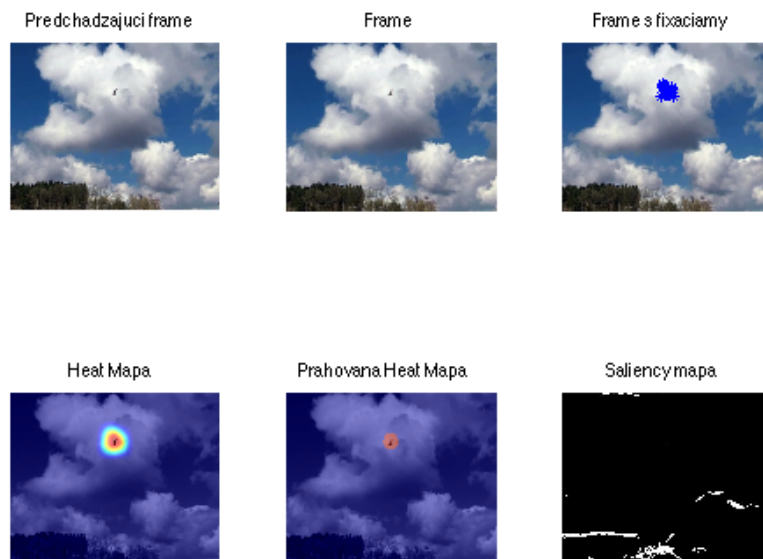 Predchadzajuci frame
Frame
Frame s fixaciamy
Heat Mapa
Prahovana Heat Mapa
Saliency mapa